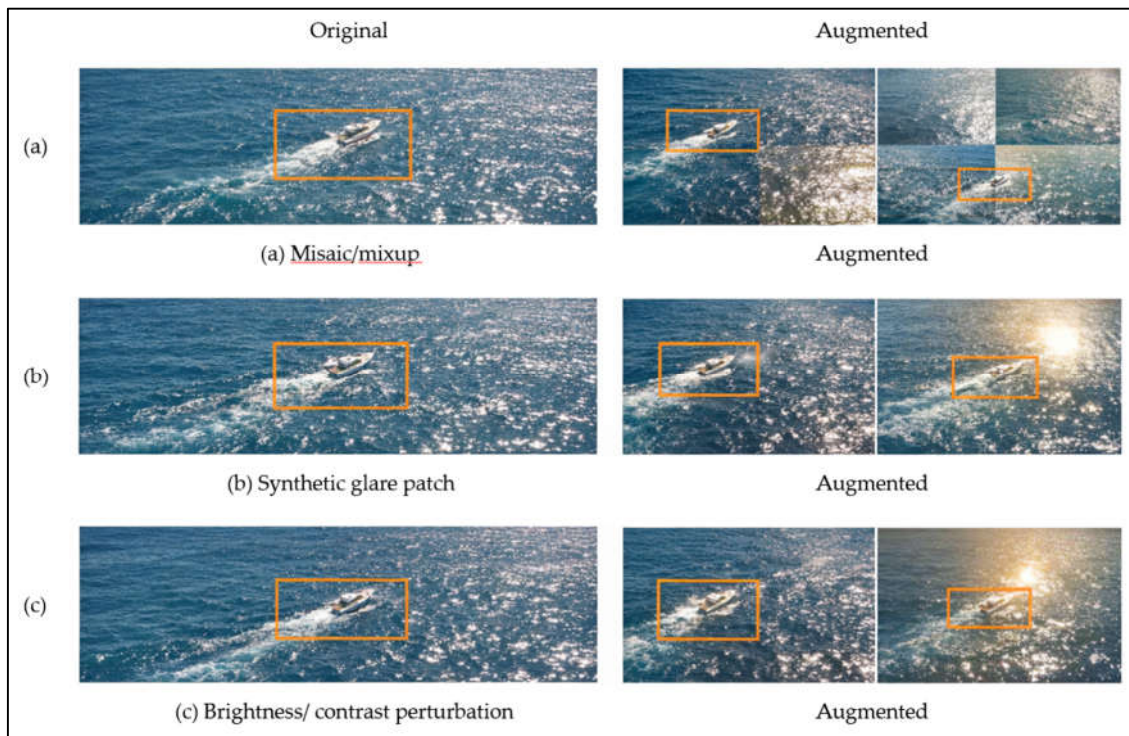 Original Augmented
(a)
(a) Misaic/mixup Augmented
(b)
(b) Synthetic glare patch Augmented
(c)
(c) Brightness/ contrast perturbation Augmented